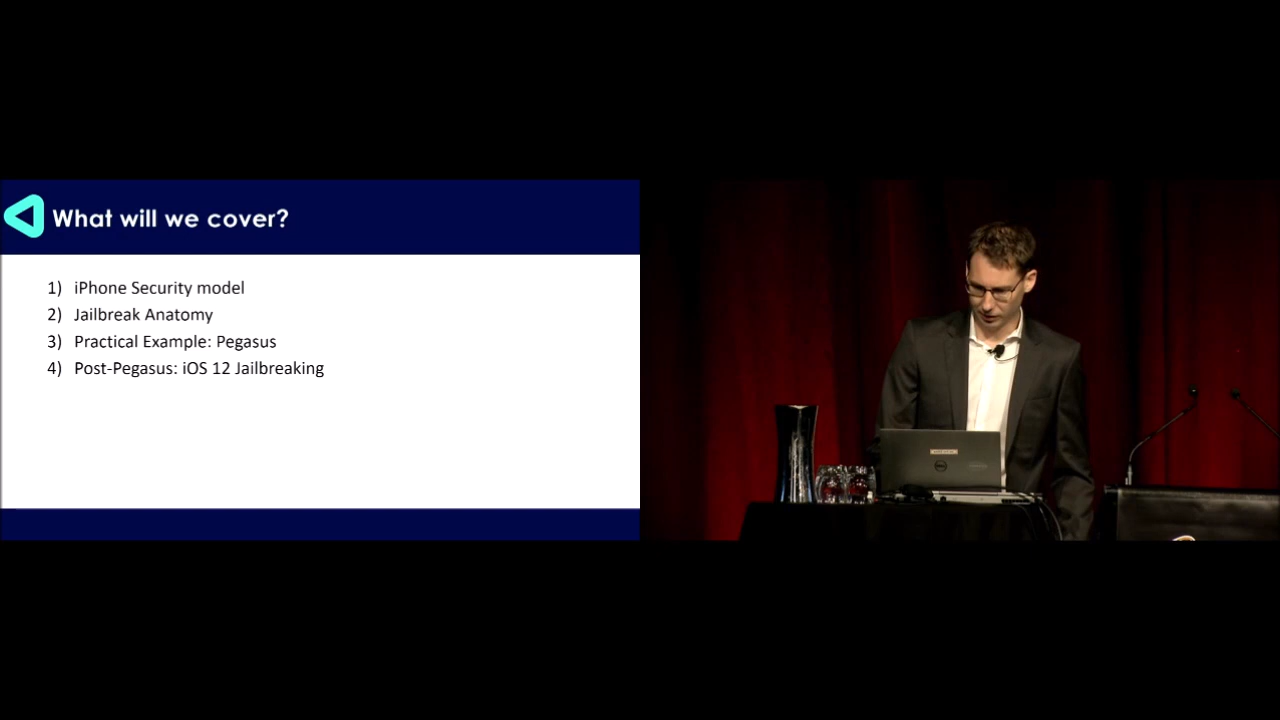 What will we cover?
1) iPhone Security model
2) Jailbreak Anatomy
3) Practical Example: Pegasus
4) Post-Pegasus: iOS 12 Jailbreaking